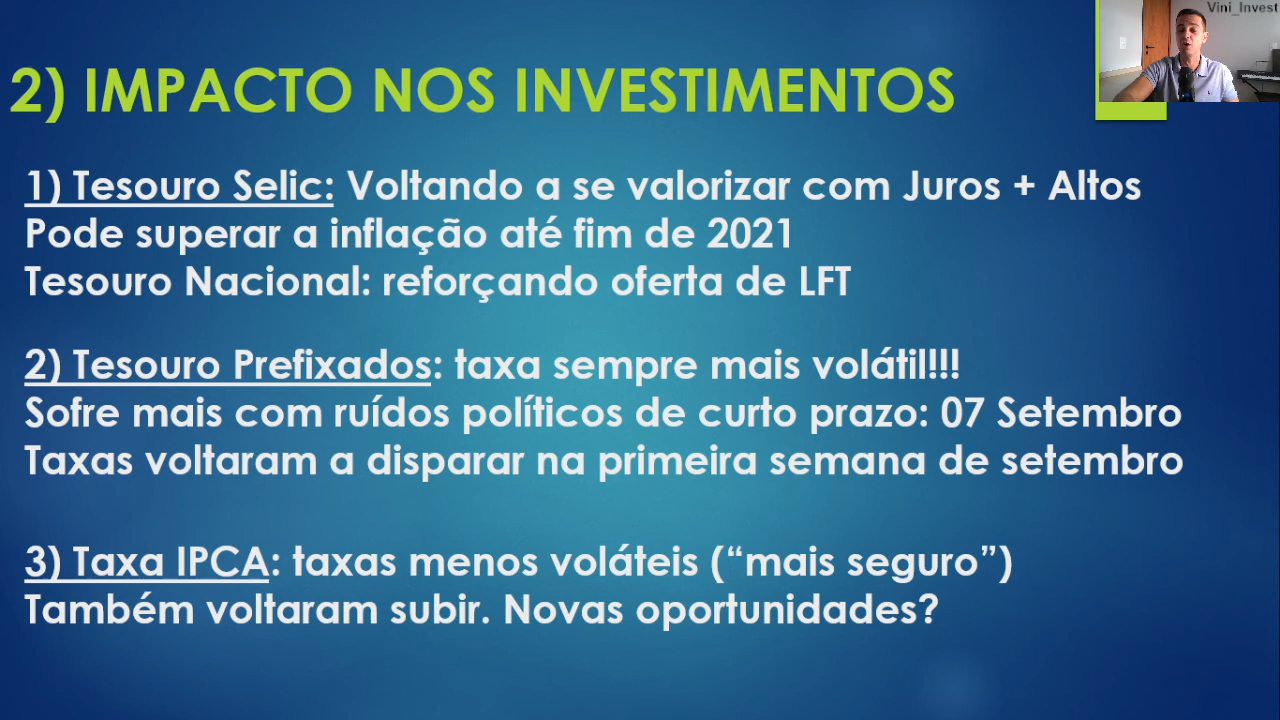 Vini_Invest
2) IMPACTO NOS INVESTIMENTOS
1) Tesouro Selic: Voltando a se valorizar com Juros + Altos
Pode superar a inflação até fim de 2021
Tesouro Nacional: reforçando oferta de LFT
2) Tesouro Prefixados: taxa sempre mais volátil!!!
Sofre mais com ruídos políticos de curto prazo: 07 Setembro
Taxas voltaram a disparar na primeira semana de setembro
3) Taxa IPCA: taxas menos voláteis (“mais seguro”)
Também voltaram subir. Novas oportunidades?